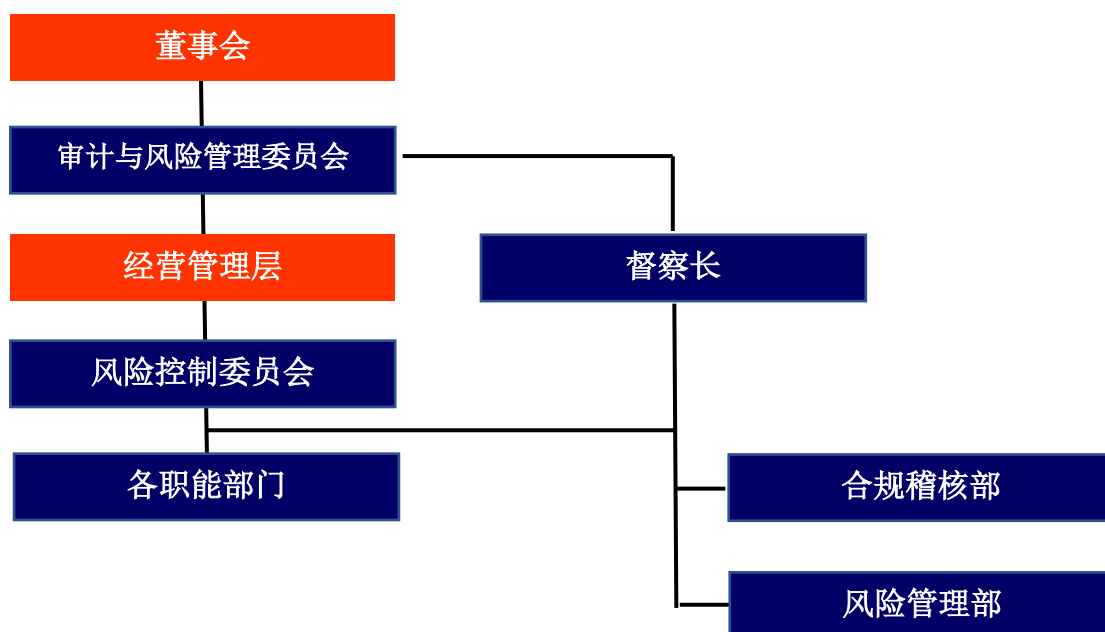 董事会
审计与风险管理委员会
经营管理层
督察长
风险控制委员会
各职能部门
合规稽核部
风险管理部